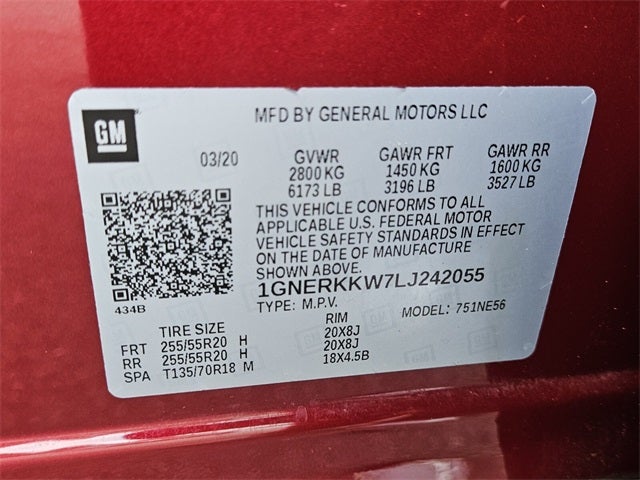 GM
MFD BY GENERAL MOTORS LLC
03/20 GVWR GAWR FRT GAWR RR
2800 KG 1450 KG 1600 KG
6173 LB 3196 LB 3527 LB
THIS VEHICLE CONFORMS TO ALL
APPLICABLE U.S. FEDERAL MOTOR
VEHICLE SAFETY STANDARDS IN EFFECT
ON THE DATE OF MANUFACTURE
SHOWN ABOVE.
1GNERKKW7LJ242055
434B TYPE: M.P.V. MODEL: 751NE56
TIRE SIZE RIM
FRT 255/55R20 H 20X8J
RR 255/55R20 H 20X8J
SPA T135/70R18 M 18X4.5B